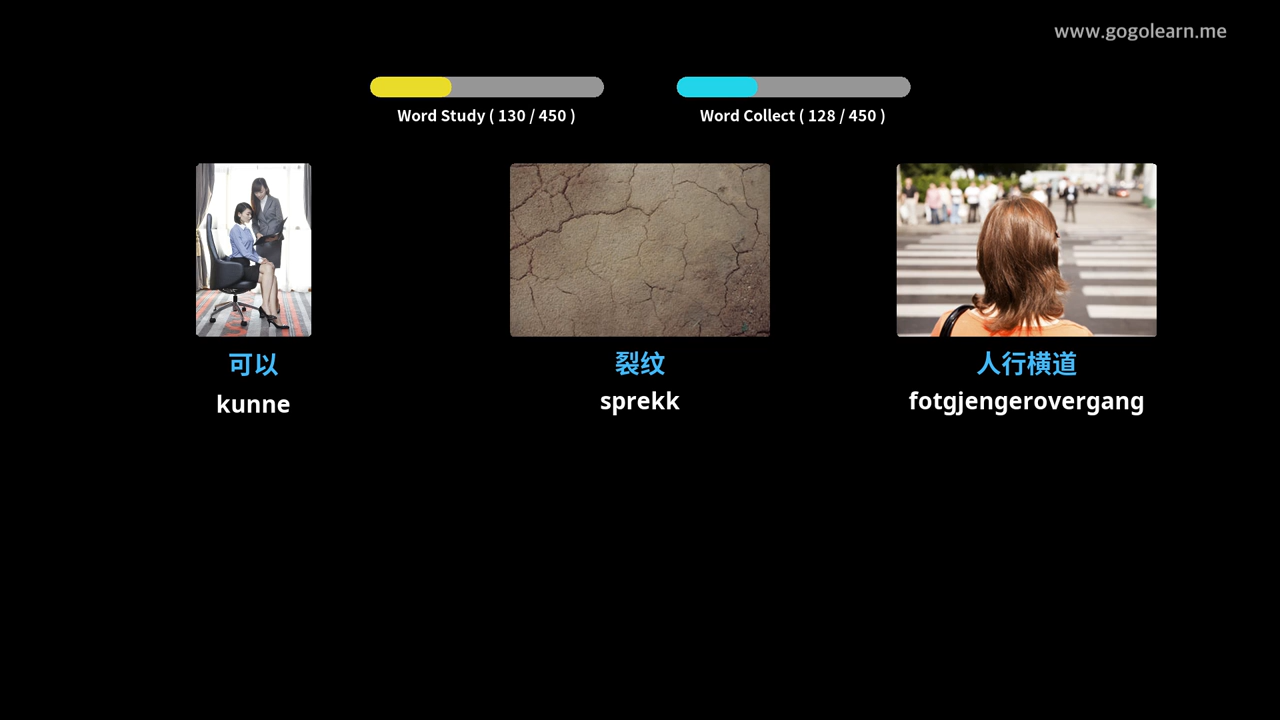 www.gogolearn.me
Word Study ( 130 / 450 )
Word Collect ( 128 / 450 )
可以
kunne
裂纹
sprekk
人行横道
fotgjengerovergang